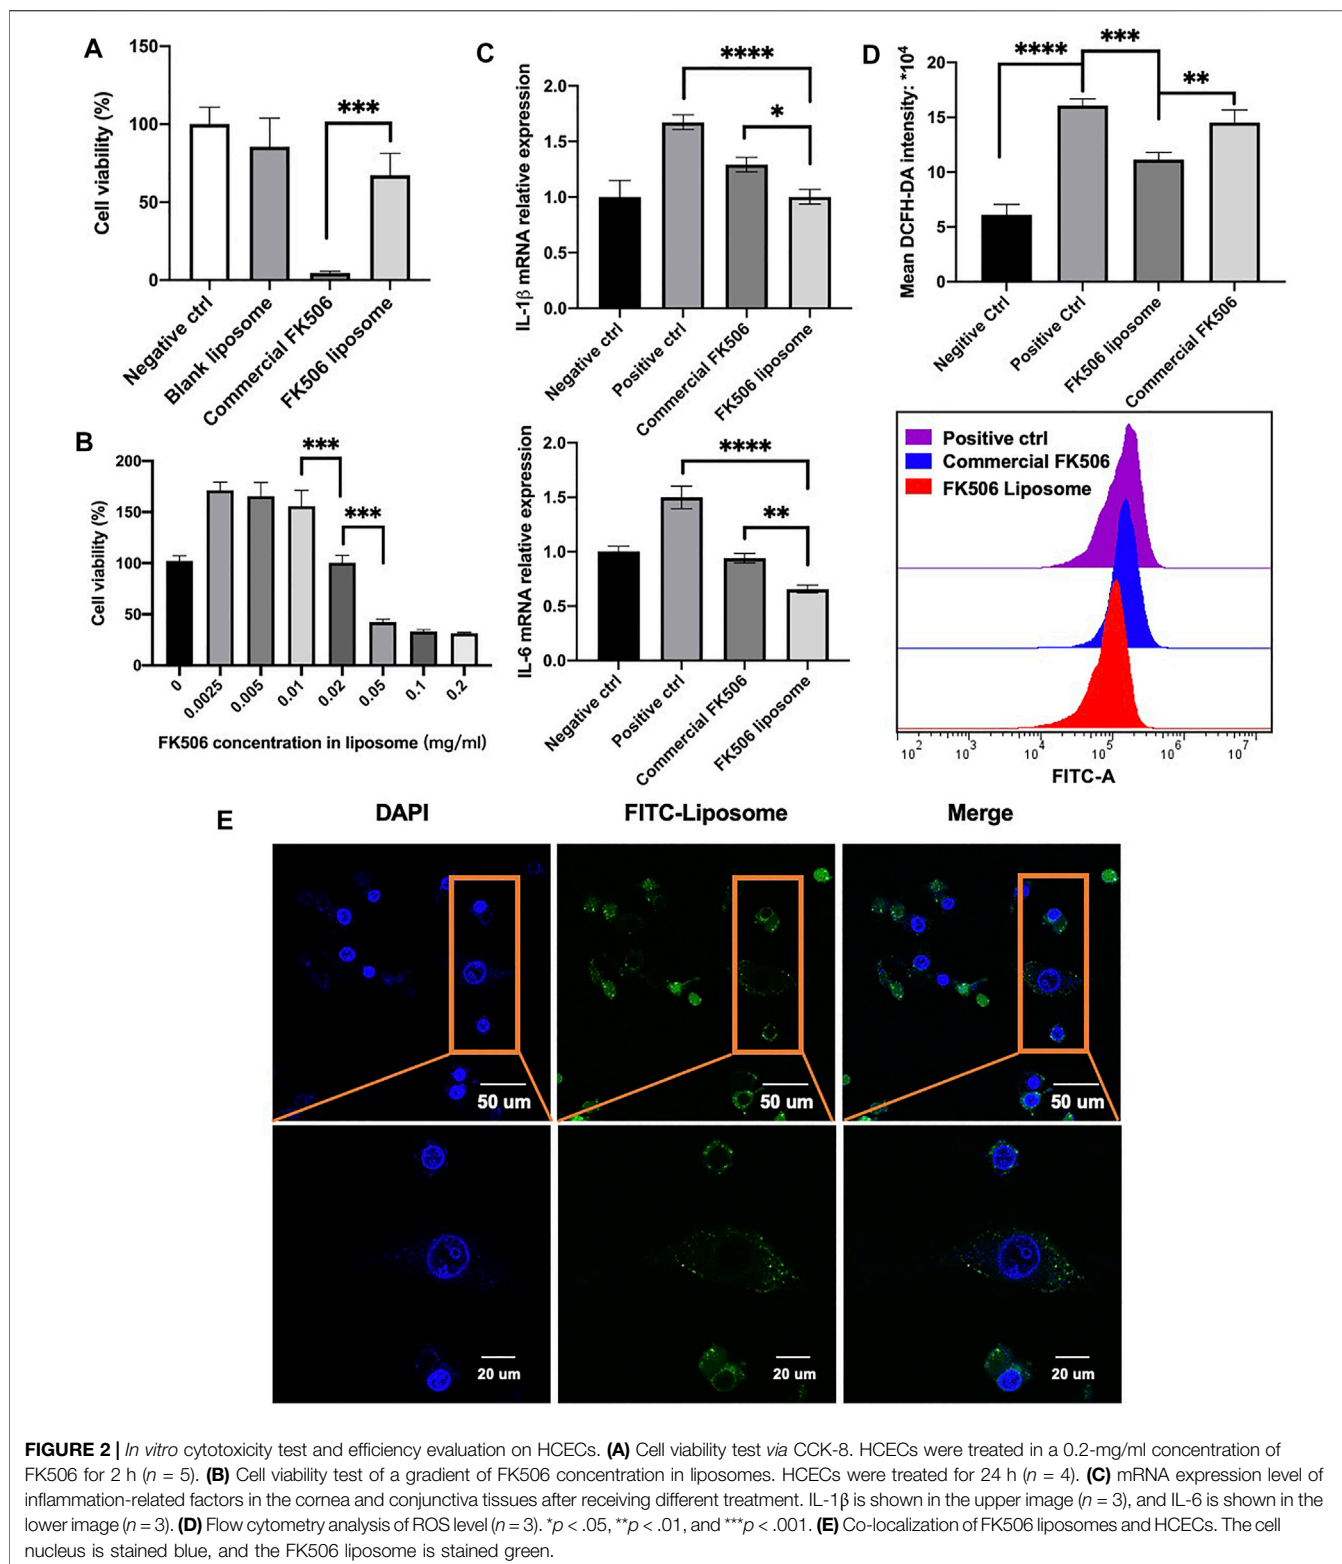 A
150
100
50
0
Cell viability (%)
***
Negative ctrl
Blank liposome
Commercial FK506
FK506 liposome
B
200
150
100
50
0
Cell viability (%)
***
***
0
0.0025
0.005
0.01
0.02
0.05
0.1
0.2
FK506 concentration in liposome (mg/ml)
C
2.0
1.5
1.0
0.5
0.0
IL-1β mRNA relative expression
****
*
Negative ctrl
Positive ctrl
Commercial FK506
FK506 liposome
2.0
1.5
1.0
0.5
0.0
IL-6 mRNA relative expression
****
**
Negative ctrl
Positive ctrl
Commercial FK506
FK506 liposome
D
20
15
10
5
0
Mean DCFH-DA intensity: *10⁴
****
***
**
Negitive Ctrl
Positive Ctrl
FK506 liposome
Commercial FK506
Positive ctrl
Commercial FK506
FK506 Liposome
10² 10³ 10⁴ 10⁵ 10⁶ 10⁷
FITC-A
E
DAPI FITC-Liposome Merge
50 um 50 um 50 um
20 um 20 um 20 um
FIGURE 2 | In vitro cytotoxicity test and efficiency evaluation on HCECs. (A) Cell viability test via CCK-8. HCECs were treated in a 0.2-mg/ml concentration of
FK506 for 2 h (n = 5). (B) Cell viability test of a gradient of FK506 concentration in liposomes. HCECs were treated for 24 h (n = 4). (C) mRNA expression level of
inflammation-related factors in the cornea and conjunctiva tissues after receiving different treatment. IL-1β is shown in the upper image (n = 3), and IL-6 is shown in the
lower image (n = 3). (D) Flow cytometry analysis of ROS level (n = 3). *p < .05, **p < .01, and ***p < .001. (E) Co-localization of FK506 liposomes and HCECs. The cell
nucleus is stained blue, and the FK506 liposome is stained green.